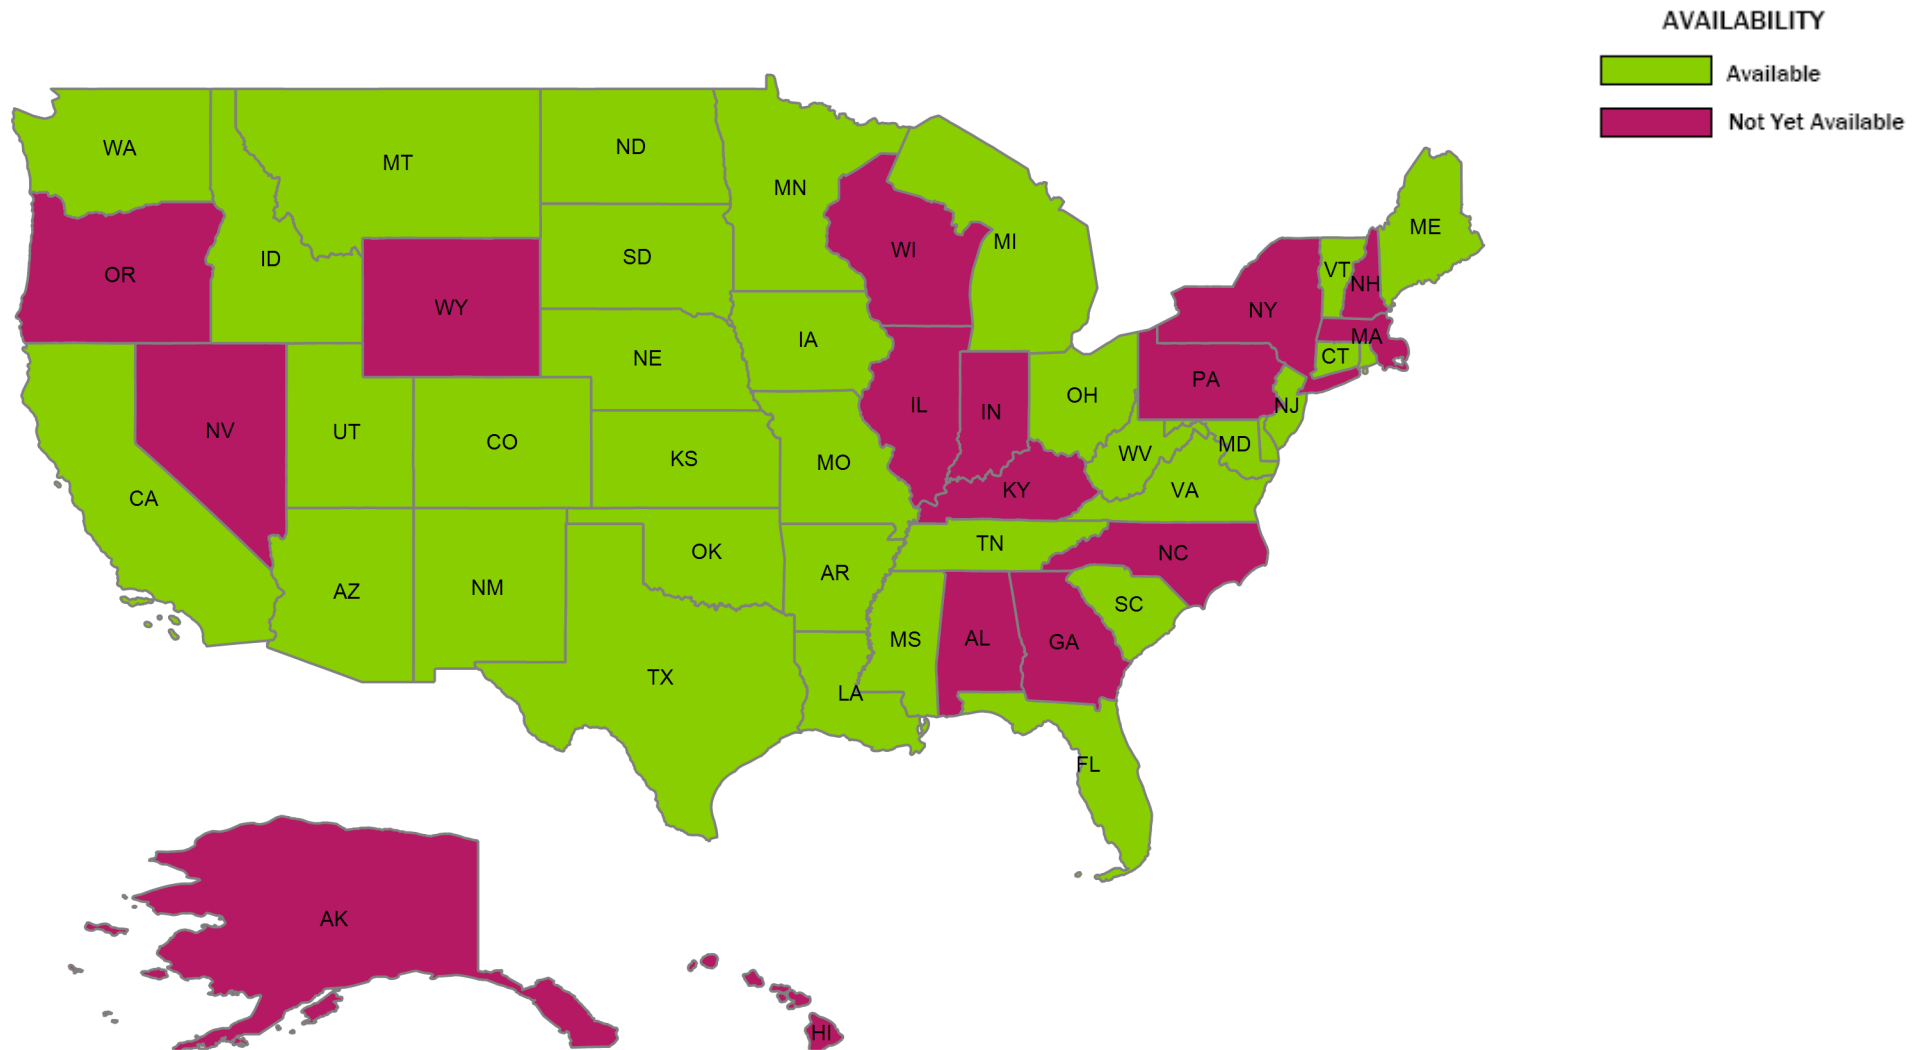 AVAILABILITY
Available
Not Yet Available
WA
MT
ND
MN
OR
ID
WY
SD
WI
MI
ME
VT
NH
NY
MA
CT
NV
UT
CO
NE
IA
IL
IN
OH
PA
NJ
CA
KS
MO
KY
WV
MD
VA
AZ
NM
OK
AR
TN
NC
TX
LA
MS
AL
GA
SC
FL
AK
HI